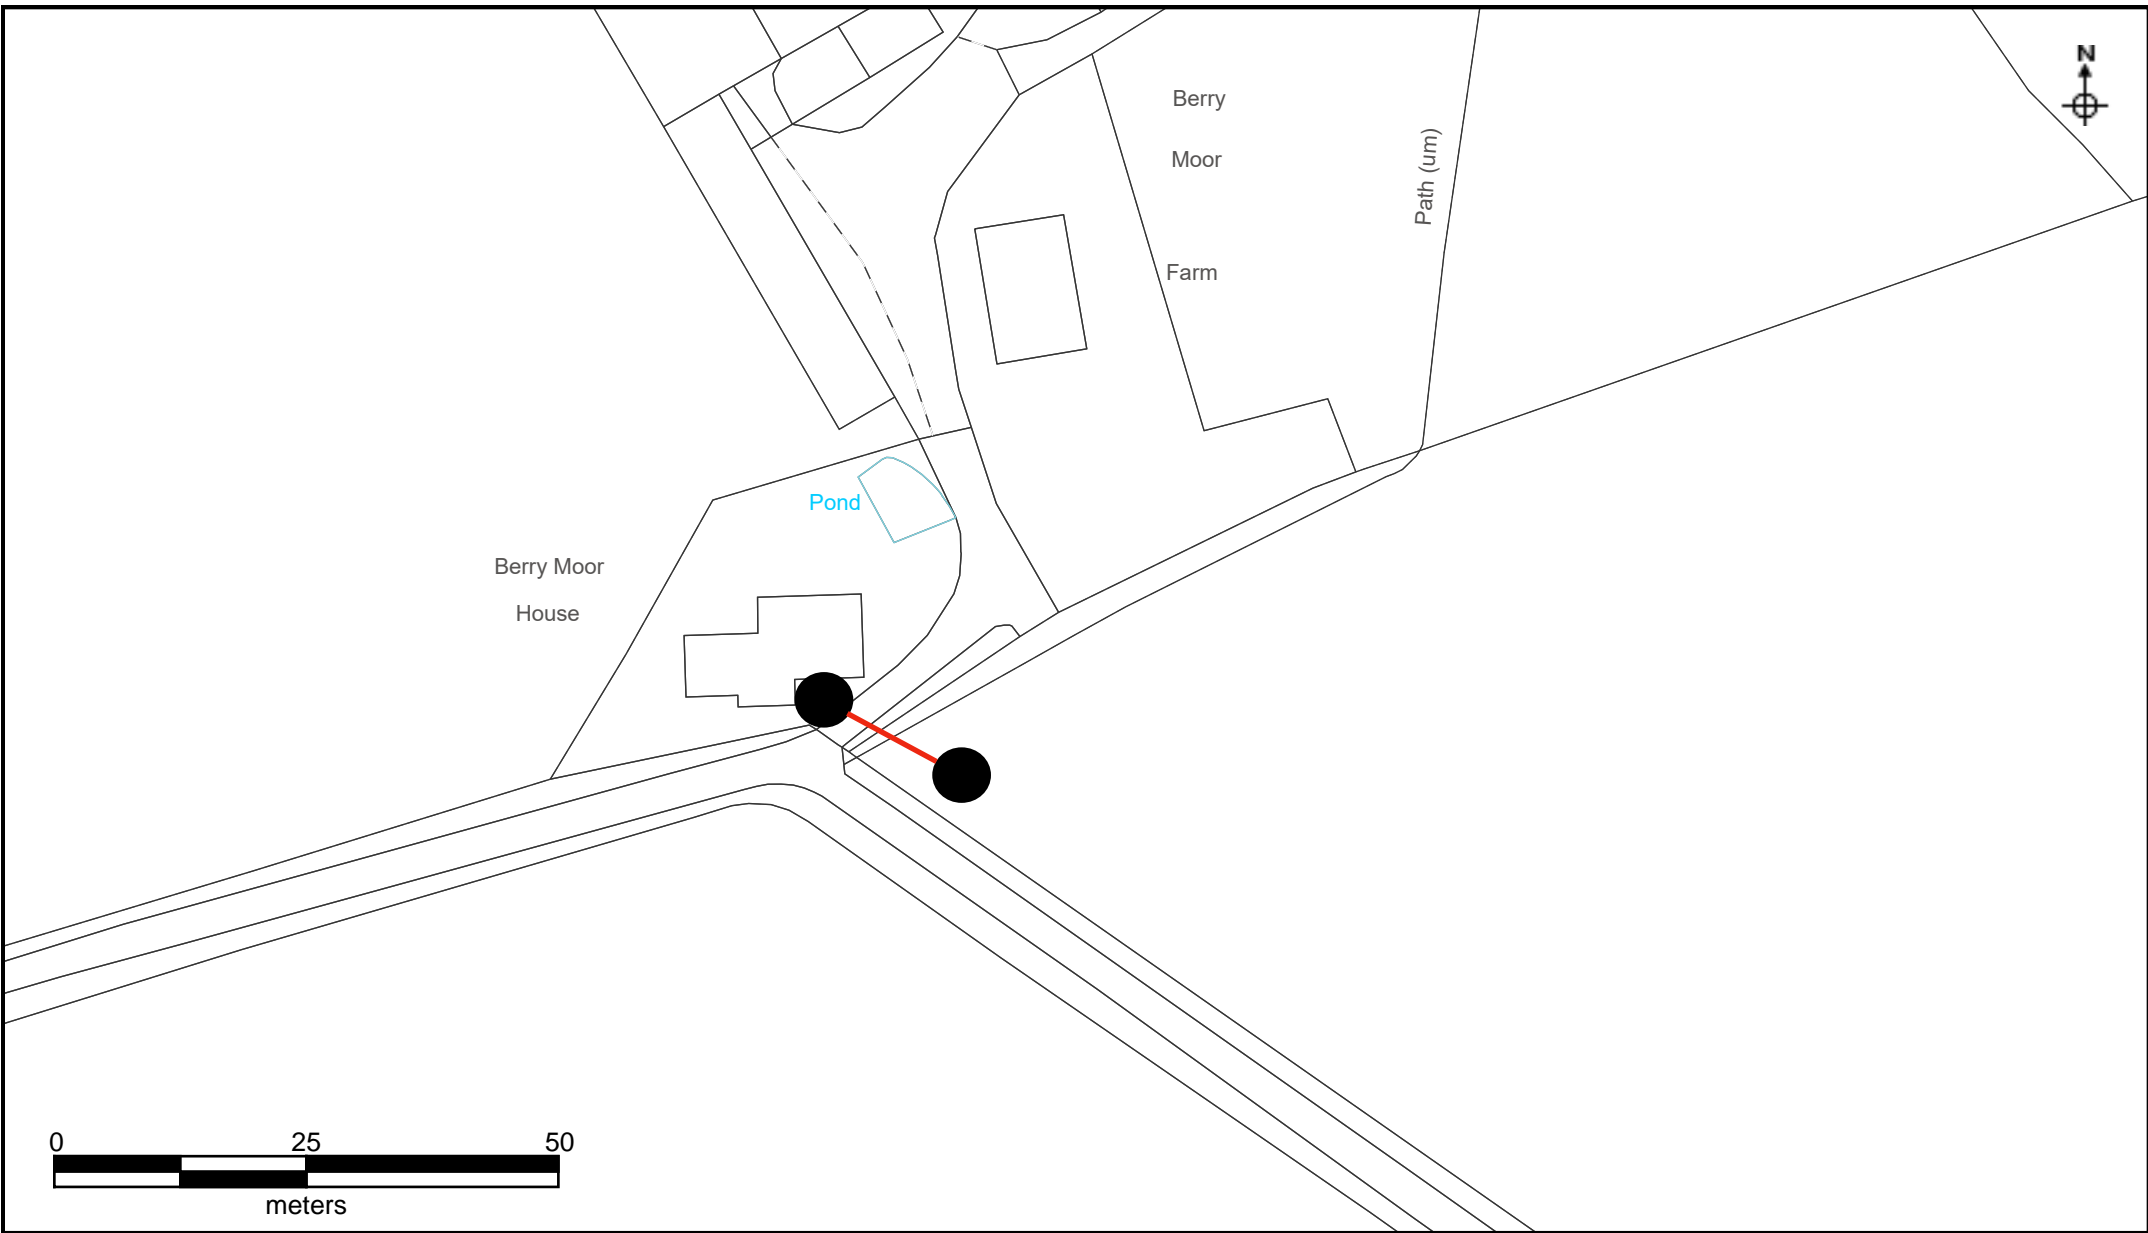 N
Berry
Moor
Path (um)
Farm
Pond
Berry Moor
House
0 25 50
meters